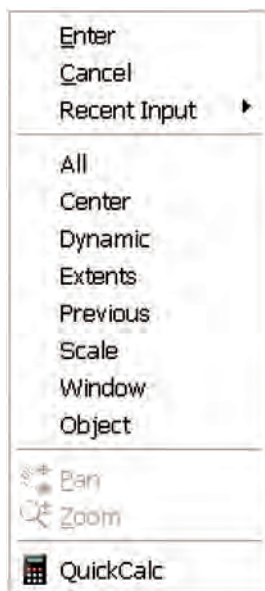 Enter
Cancel
Recent Input
All
Center
Dynamic
Extents
Previous
Scale
Window
Object
Pan
Zoom
QuickCalc